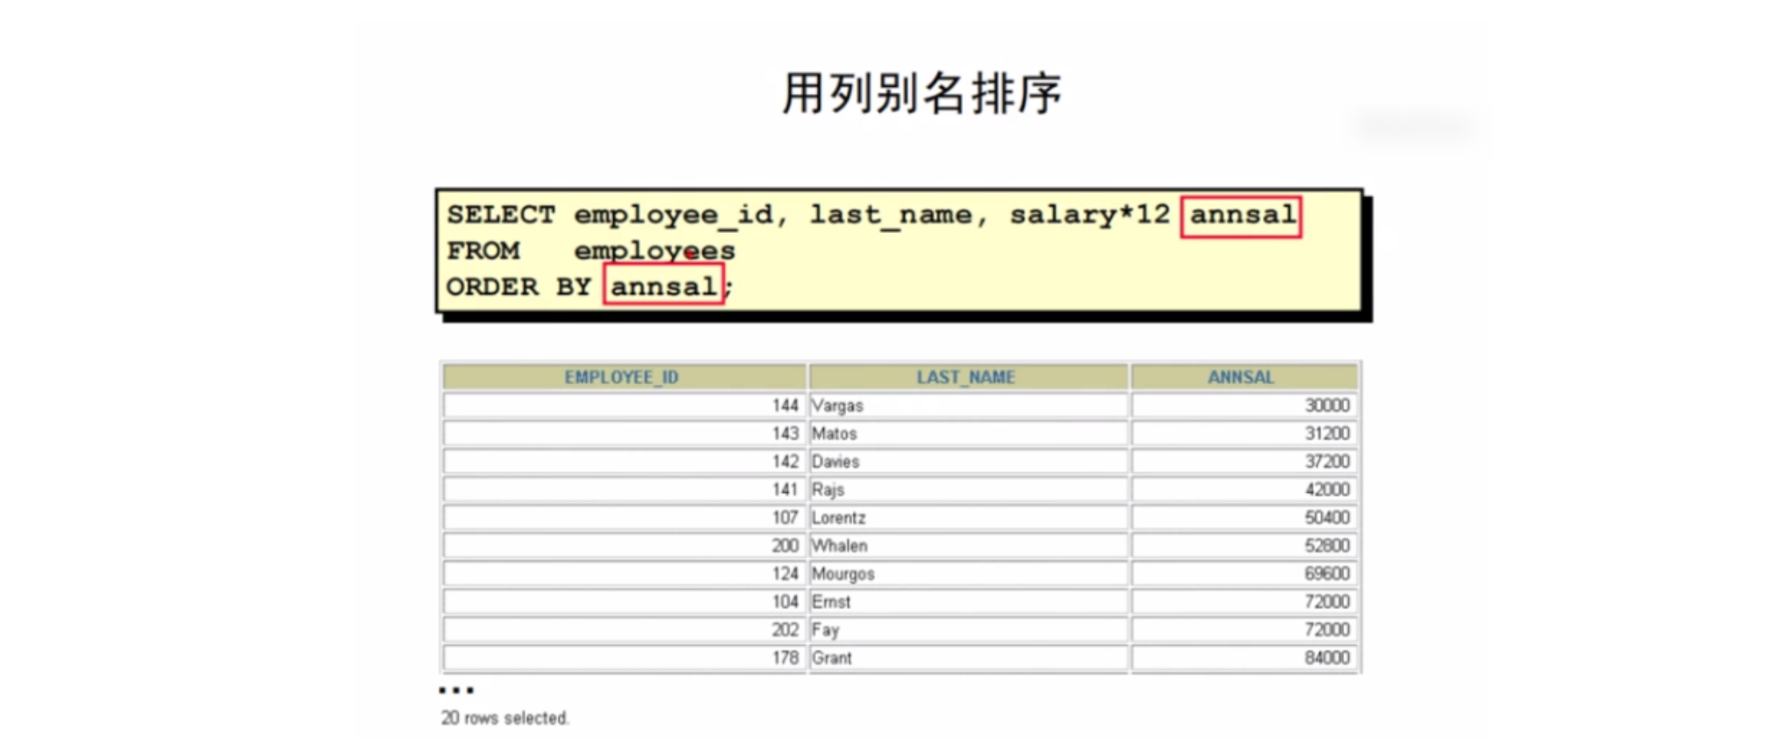 用列别名排序
SELECT employee_id, last_name, salary*12 annsal
FROM employees
ORDER BY annsal;
EMPLOYEE_ID LAST_NAME ANNSAL
144 Vargas 30000
143 Matos 31200
142 Davies 37200
141 Rajs 42000
107 Lorentz 50400
200 Whalen 52800
124 Mourgos 69600
104 Ernst 72000
202 Fay 72000
178 Grant 84000
...
20 rows selected.